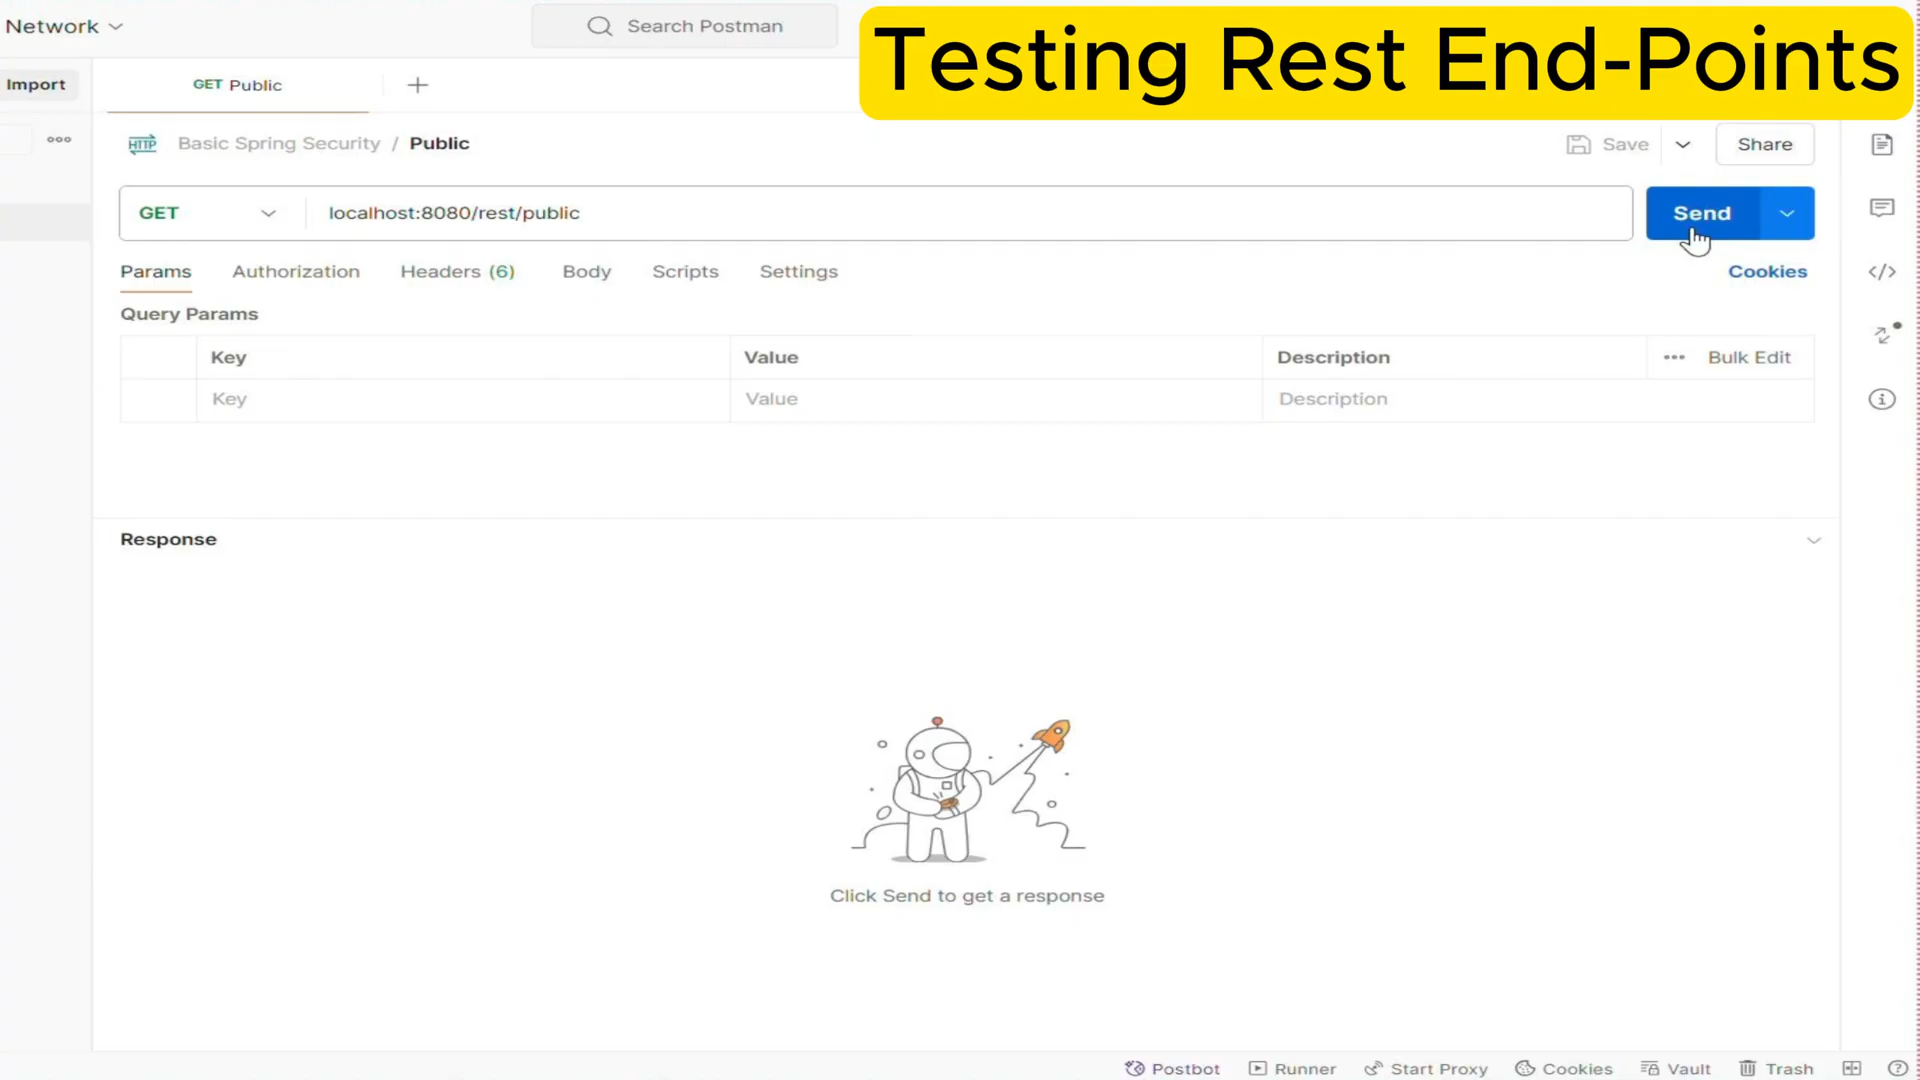 Network
Search Postman
Testing Rest End-Points
Import
GET Public
HTTP Basic Spring Security / Public
Save
Share
GET
localhost:8080/rest/public
Send
Params
Authorization
Headers (6)
Body
Scripts
Settings
Cookies
Query Params
Key
Value
Description
Bulk Edit
Key
Value
Description
Response
Click Send to get a response
Postbot
Runner
Start Proxy
Cookies
Vault
Trash